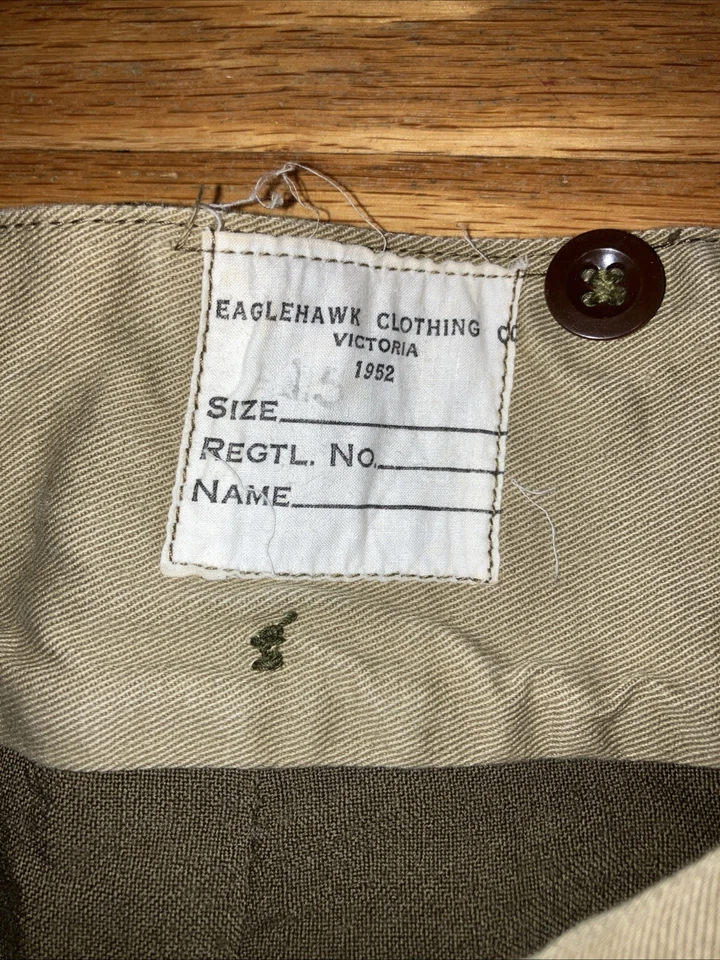 EAGLEHAWK CLOTHING CO
VICTORIA
1952
SIZE
REGTL. NO.
NAME